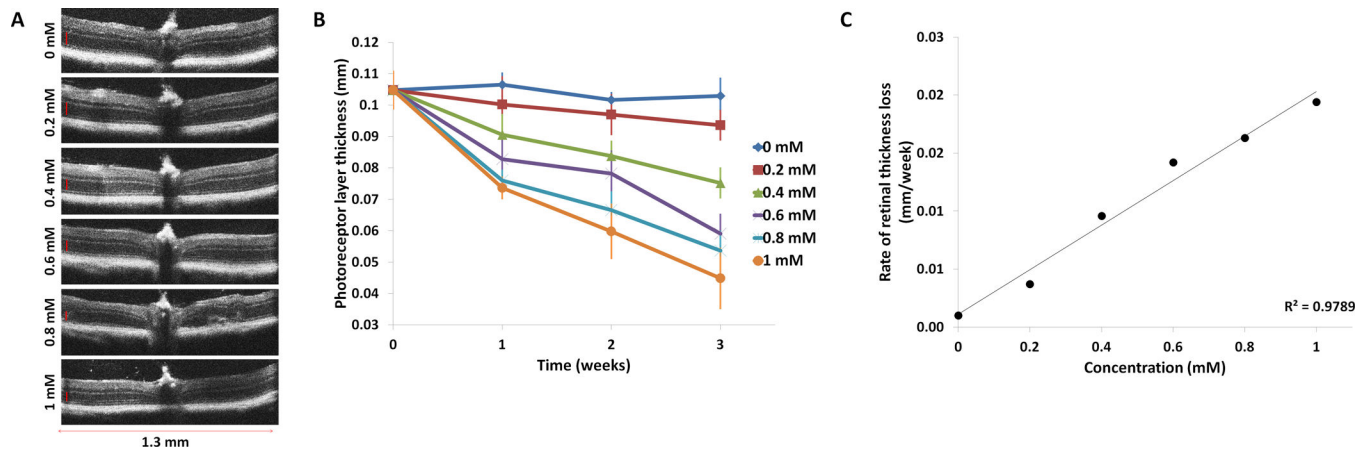 A
0 mM
0.2 mM
0.4 mM
0.6 mM
0.8 mM
1 mM
1.3 mm
B
Photoreceptor layer thickness (mm)
0.12
0.11
0.1
0.09
0.08
0.07
0.06
0.05
0.04
0.03
0
1
2
3
Time (weeks)
0 mM
0.2 mM
0.4 mM
0.6 mM
0.8 mM
1 mM
C
Rate of retinal thickness loss
(mm/week)
0.03
0.02
0.02
0.01
0.01
0.00
0
0.2
0.4
0.6
0.8
1
R² = 0.9789
Concentration (mM)